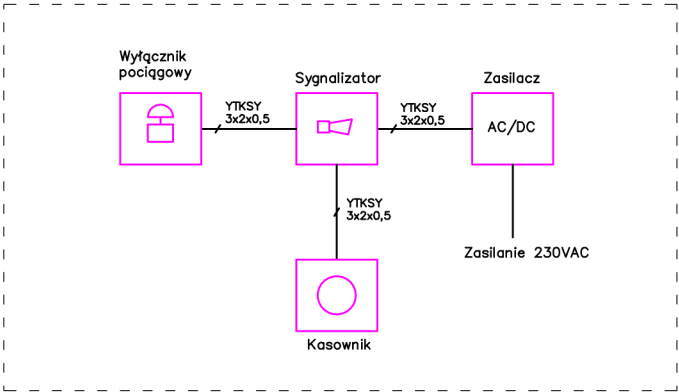 Wyłącznik
pociągowy
Sygnalizator
Zasilacz
YTKSY
3x2x0,5
YTKSY
3x2x0,5
AC/DC
YTKSY
3x2x0,5
Zasilanie 230VAC
Kasownik